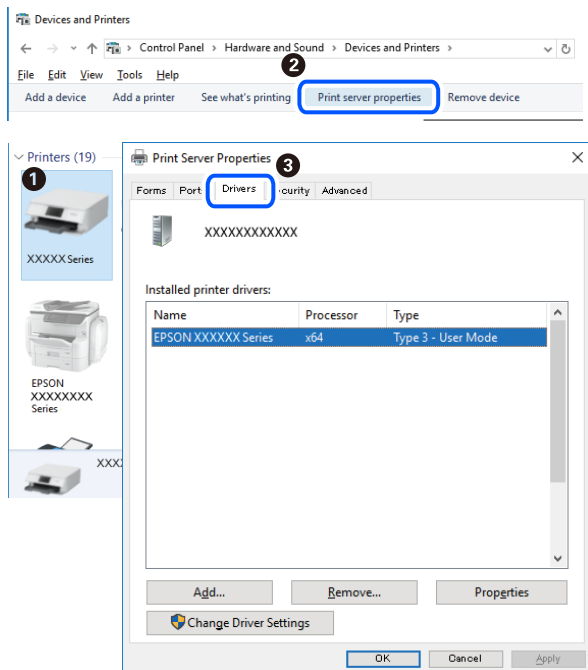 Devices and Printers
Control Panel > Hardware and Sound > Devices and Printers >
2
File Edit View Tools Help
Add a device Add a printer See what's printing Print server properties Remove device
Printers (19)
1
XXXXX Series
EPSON
XXXXXXXX
Series
XXX
Print Server Properties
3
Forms Port Drivers curity Advanced
XXXXXXXXXXXX
Installed printer drivers:
Name Processor Type
EPSON XXXXXX Series x64 Type 3 - User Mode
Add... Remove... Properties
Change Driver Settings
OK Cancel Apply